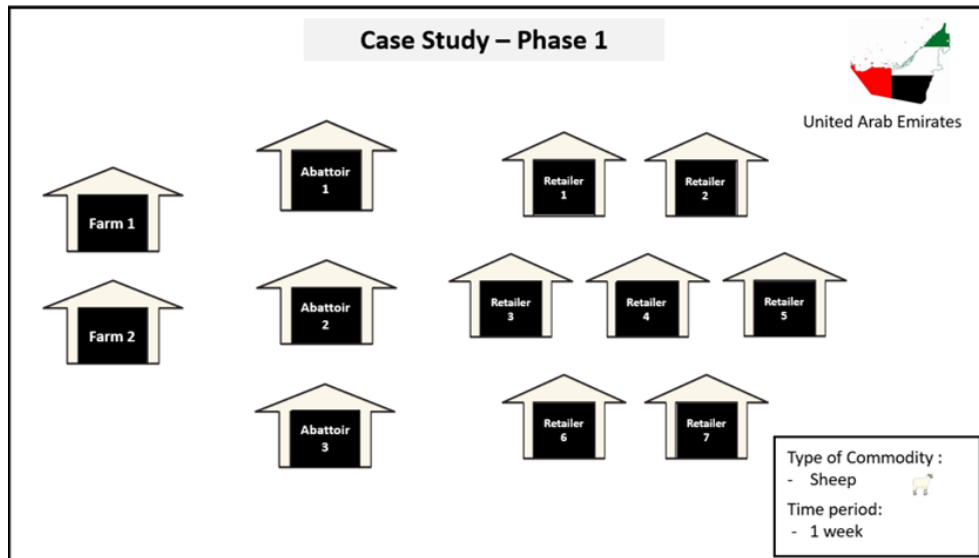 Case Study – Phase 1
United Arab Emirates
Farm 1
Farm 2
Abattoir
1
Abattoir
2
Abattoir
3
Retailer
1
Retailer
2
Retailer
3
Retailer
4
Retailer
5
Retailer
6
Retailer
7
Type of Commodity :
- Sheep
Time period:
- 1 week